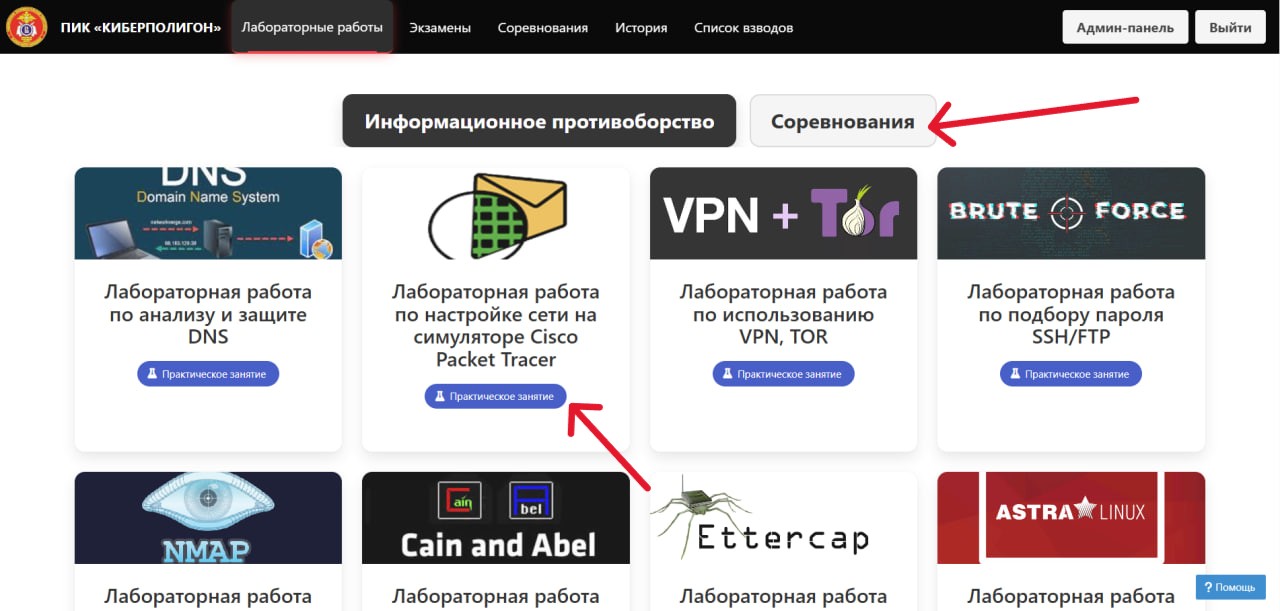 ПИК «КИБЕРПОЛИГОН»
Лабораторные работы
Экзамены
Соревнования
История
Список взводов
Админ-панель
Выйти
Информационное противоборство
Соревнования
DNS
Domain Name System
Лабораторная работа
по анализу и защите
DNS
Практическое занятие
Лабораторная работа
по настройке сети на
симуляторе Cisco
Packet Tracer
Практическое занятие
VPN + Tor
Лабораторная работа
по использованию
VPN, TOR
Практическое занятие
BRUTE FORCE
Лабораторная работа
по подбору пароля
SSH/FTP
Практическое занятие
NMAP
Лабораторная работа
Cain
Abel
Cain and Abel
Лабораторная работа
Ettercap
Лабораторная работа
ASTRA LINUX
Лабораторная работа
? Помощь